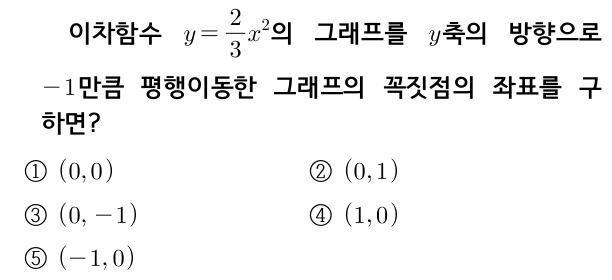 이차함수 y = 2/3 x²의 그래프를 y축의 방향으로
−1만큼 평행이동한 그래프의 꼭짓점의 좌표를 구
하면?
① (0, 0) ② (0, 1)
③ (0, −1) ④ (1, 0)
⑤ (−1, 0)